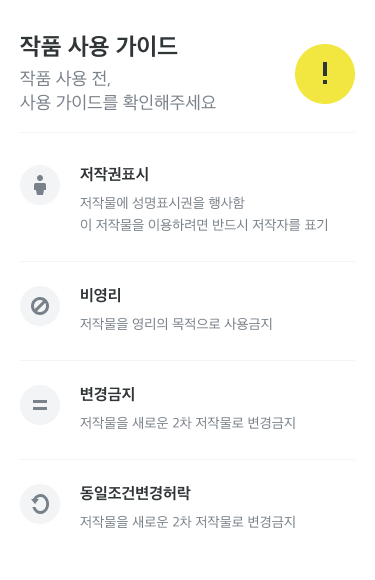 작품 사용 가이드
작품 사용 전,
사용 가이드를 확인해주세요
!
저작권표시
저작물에 성명표시권을 행사함
이 저작물을 이용하려면 반드시 저작자를 표기
비영리
저작물을 영리의 목적으로 사용금지
변경금지
저작물을 새로운 2차 저작물로 변경금지
동일조건변경허락
저작물을 새로운 2차 저작물로 변경금지